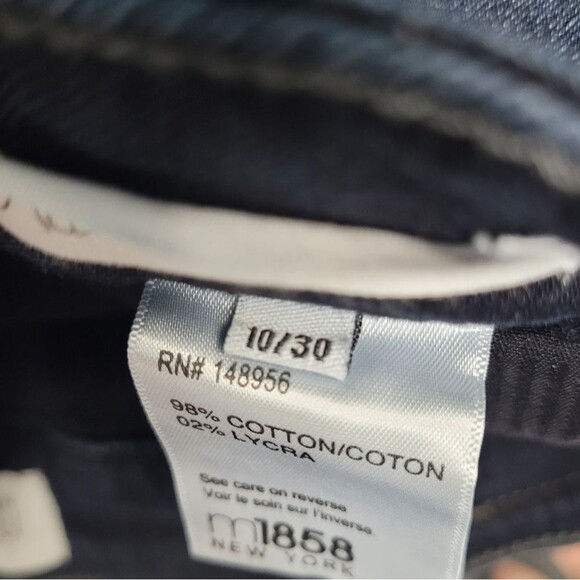 10/30
RN# 148956
98% COTTON/COTON
02% LYCRA
See care on reverse
Voir le soin sur l'inverse.
m1858
NEW YORK